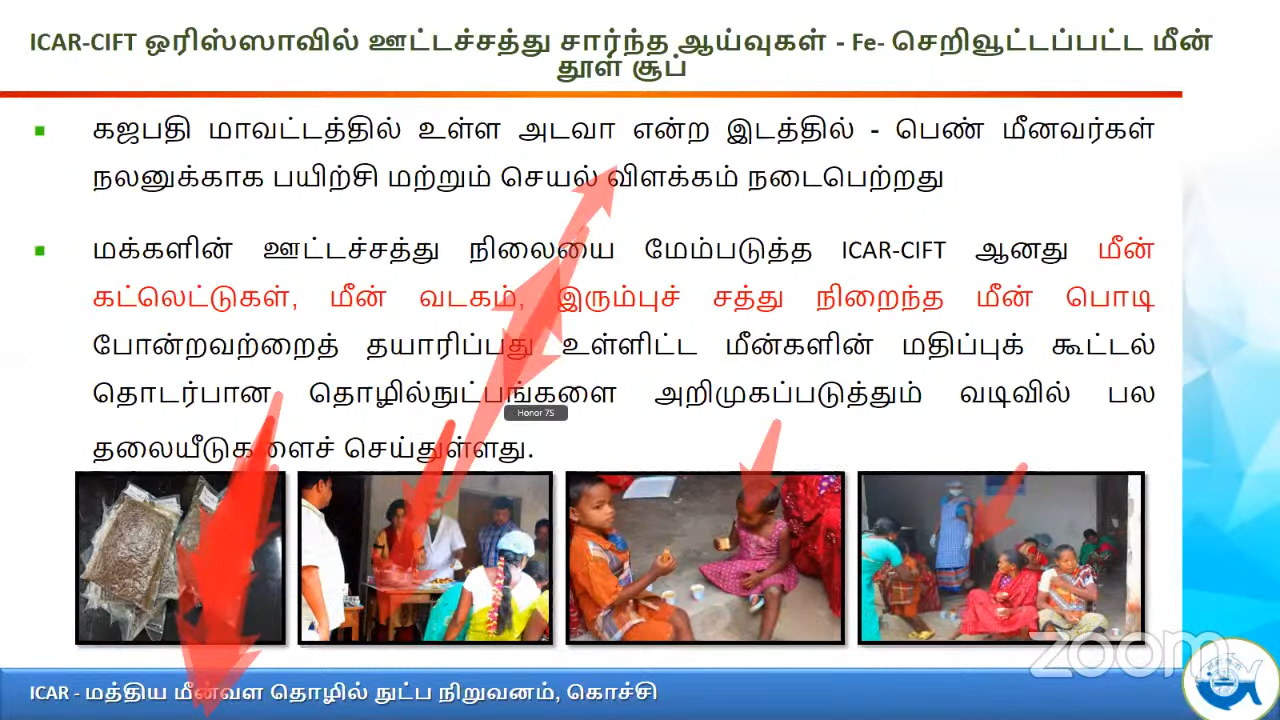 ICAR-CIFT ஒரிஸ்ஸாவில் ஊட்டச்சத்து சார்ந்த ஆய்வுகள் - Fe- செறிவூட்டப்பட்ட மீன்
தூள் சூப்
கஜபதி மாவட்டத்தில் உள்ள அடவா என்ற இடத்தில் - பெண் மீனவர்கள்
நலனுக்காக பயிற்சி மற்றும் செயல் விளக்கம் நடைபெற்றது
மக்களின் ஊட்டச்சத்து நிலையை மேம்படுத்த ICAR-CIFT ஆனது மீன்
கட்லெட்டுகள், மீன் வடகம், இரும்புச் சத்து நிறைந்த மீன் பொடி
போன்றவற்றைத் தயாரிப்பது உள்ளிட்ட மீன்களின் மதிப்புக் கூட்டல்
தொடர்பான தொழில்நுட்பங்களை அறிமுகப்படுத்தும் வடிவில் பல
Honor 7S
தலையீடுகளைச் செய்துள்ளது.
zoom
ICAR - மத்திய மீன்வள தொழில் நுட்ப நிறுவனம், கொச்சி